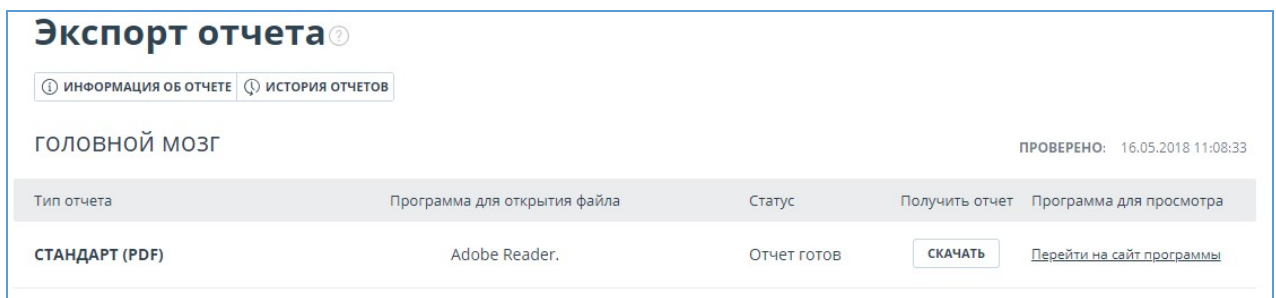 Экспорт отчета
ИНФОРМАЦИЯ ОБ ОТЧЕТЕ ИСТОРИЯ ОТЧЕТОВ
ГОЛОВНОЙ МОЗГ ПРОВЕРЕНО: 16.05.2018 11:08:33
Тип отчета Программа для открытия файла Статус Получить отчет Программа для просмотра
СТАНДАРТ (PDF) Adobe Reader. Отчет готов СКАЧАТЬ Перейти на сайт программы